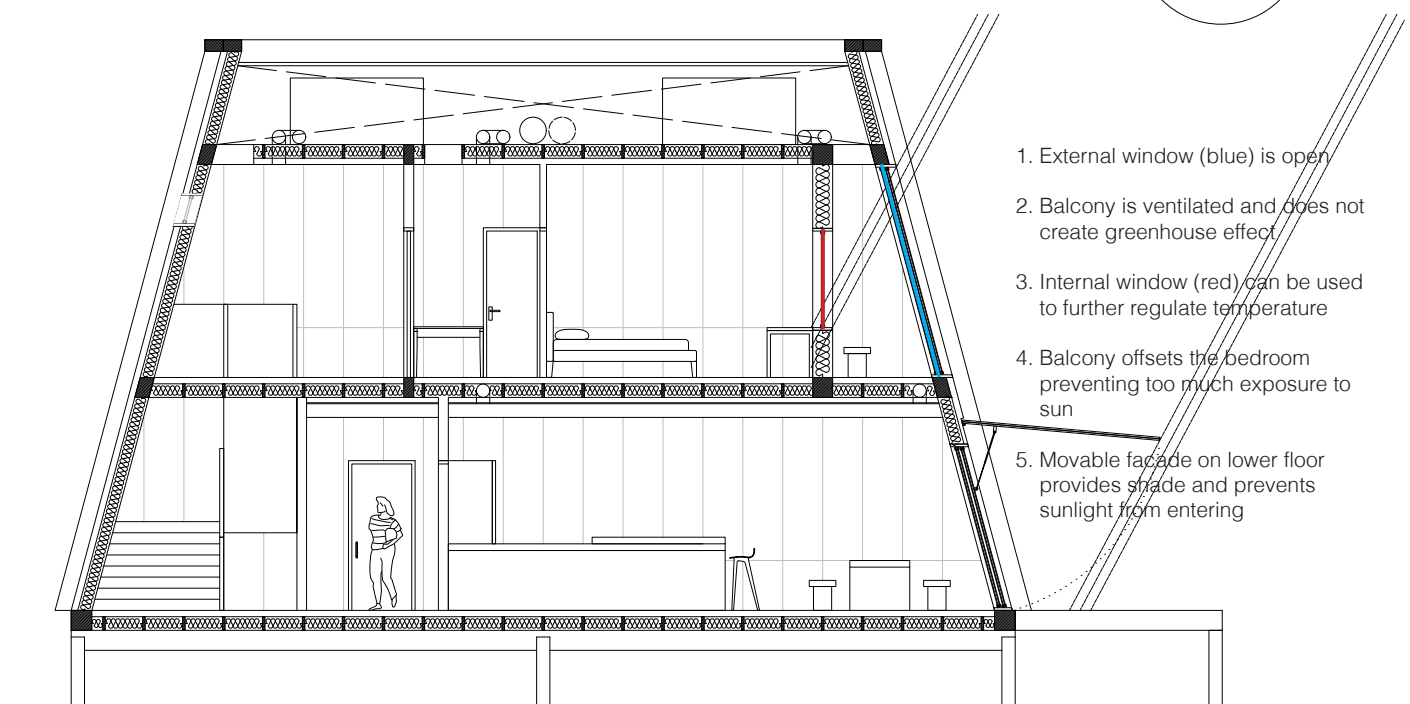 1. External window (blue) is open
2. Balcony is ventilated and does not
create greenhouse effect
3. Internal window (red) can be used
to further regulate temperature
4. Balcony offsets the bedroom
preventing too much exposure to
sun
5. Movable façade on lower floor
provides shade and prevents
sunlight from entering